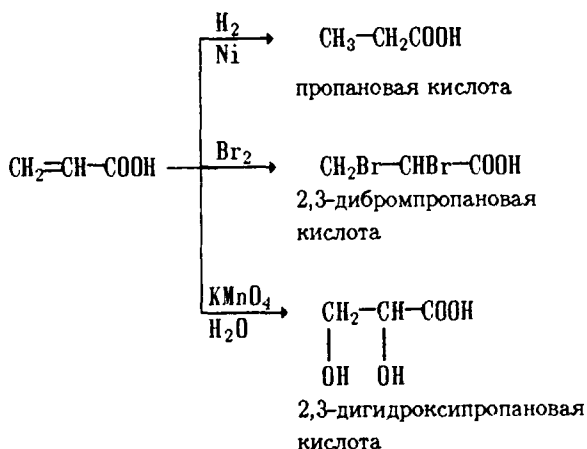 H₂
Ni
CH₃—CH₂COOH
пропановая кислота
CH₂=CH—COOH
Br₂
CH₂Br—CHBr—COOH
2,3-дибромпропановая
кислота
KMnO₄
H₂O
CH₂—CH—COOH
OH OH
2,3-дигидроксипропановая
кислота